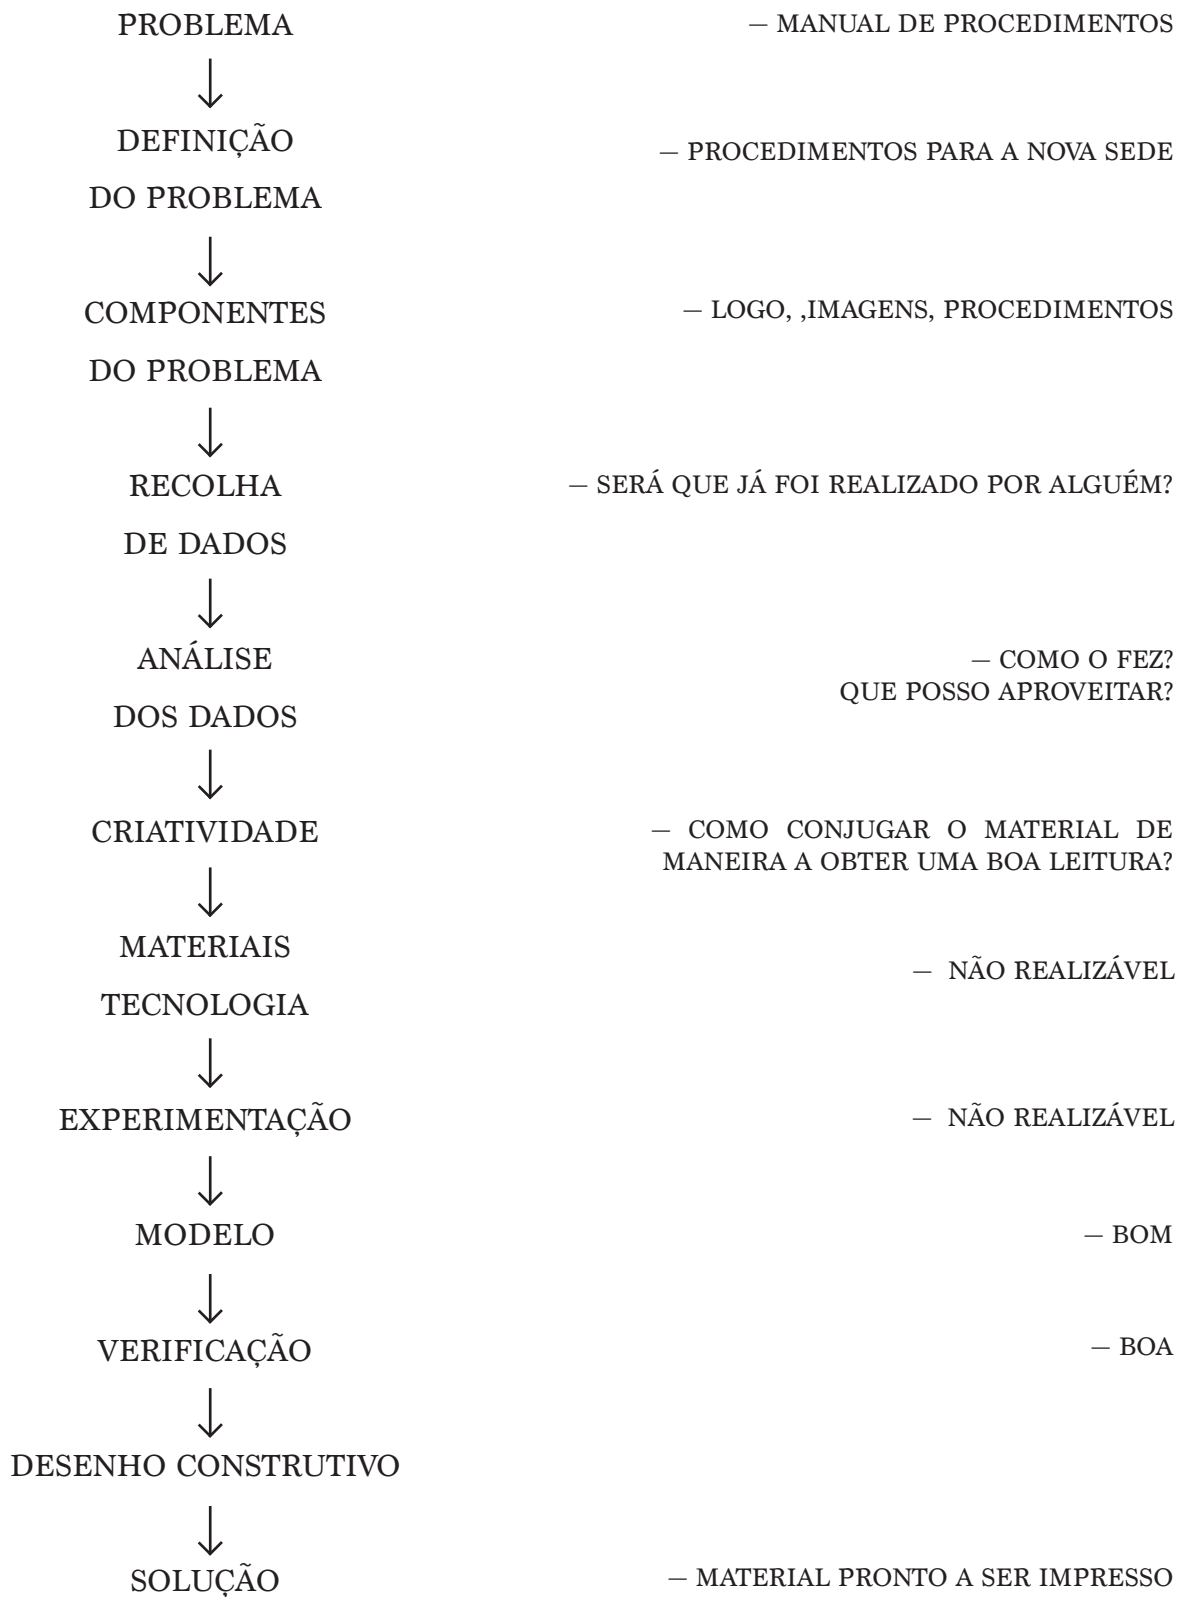 PROBLEMA
— MANUAL DE PROCEDIMENTOS
DEFINIÇÃO
DO PROBLEMA
— PROCEDIMENTOS PARA A NOVA SEDE
COMPONENTES
DO PROBLEMA
— LOGO, ,IMAGENS, PROCEDIMENTOS
RECOLHA
DE DADOS
— SERÁ QUE JÁ FOI REALIZADO POR ALGUÉM?
ANÁLISE
DOS DADOS
— COMO O FEZ?
QUE POSSO APROVEITAR?
CRIATIVIDADE
— COMO CONJUGAR O MATERIAL DE
MANEIRA A OBTER UMA BOA LEITURA?
MATERIAIS
TECNOLOGIA
— NÃO REALIZÁVEL
EXPERIMENTAÇÃO
— NÃO REALIZÁVEL
MODELO
— BOM
VERIFICAÇÃO
— BOA
DESENHO CONSTRUTIVO
SOLUÇÃO
— MATERIAL PRONTO A SER IMPRESSO